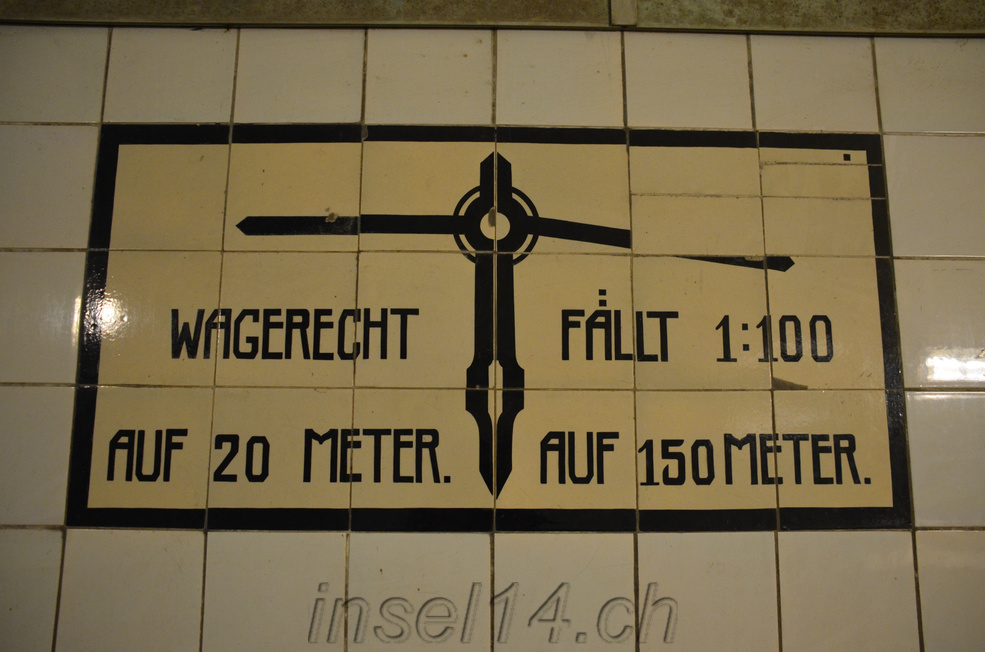 WAGERECHT
AUF 20 METER.
FÄLLT 1:100
AUF 150 METER.
insel14.ch